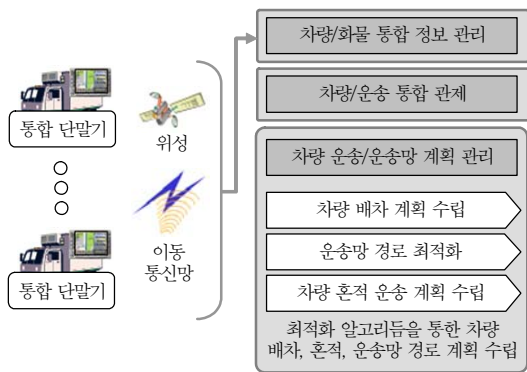 통합 단말기
통합 단말기
위성
이동
통신망
차량/화물 통합 정보 관리
차량/운송 통합 관제
차량 운송/운송망 계획 관리
차량 배차 계획 수립
운송망 경로 최적화
차량 혼적 운송 계획 수립
최적화 알고리듬을 통한 차량
배차, 혼적, 운송망 경로 계획 수립